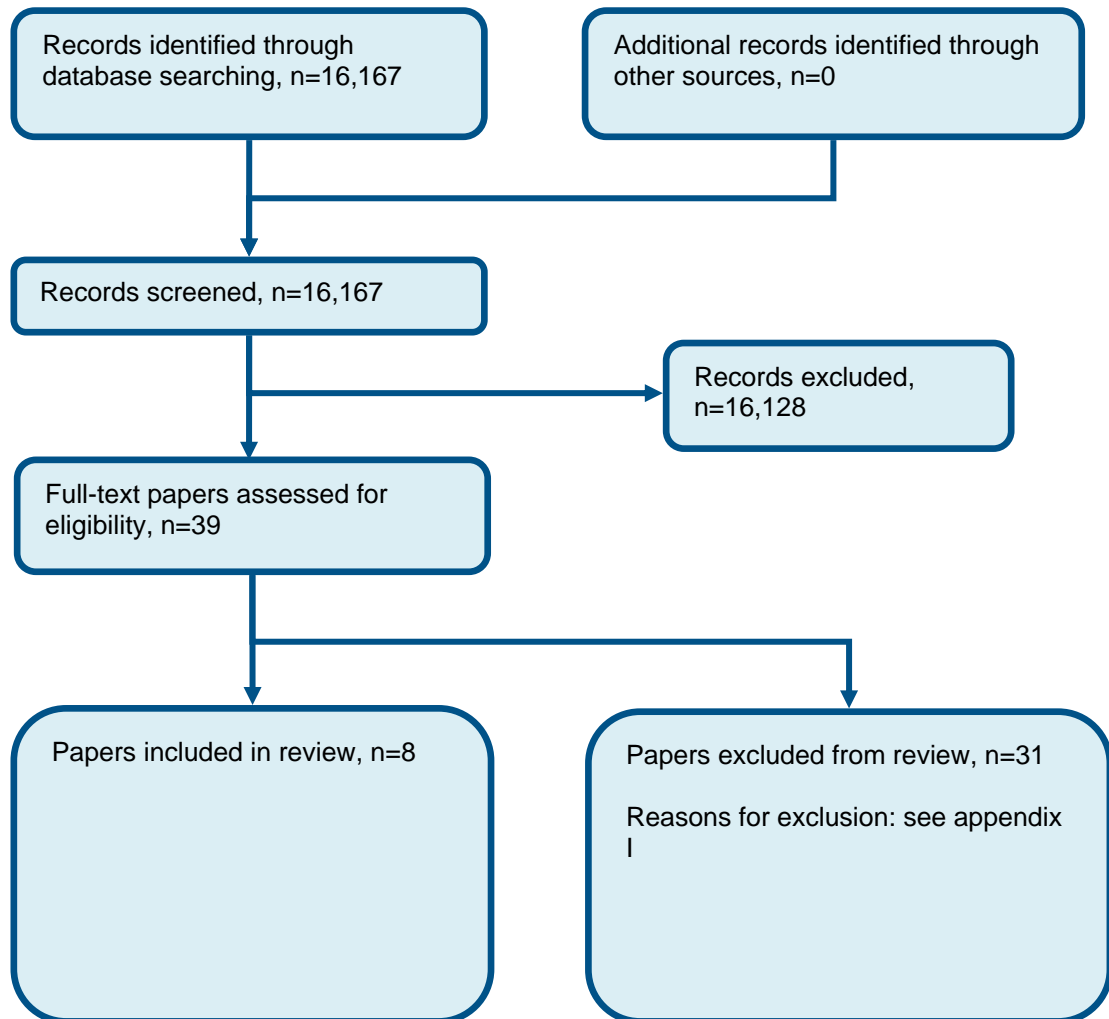 Records identified through
database searching, n=16,167
Additional records identified through
other sources, n=0
Records screened, n=16,167
Records excluded,
n=16,128
Full-text papers assessed for
eligibility, n=39
Papers included in review, n=8
Papers excluded from review, n=31
Reasons for exclusion: see appendix
I